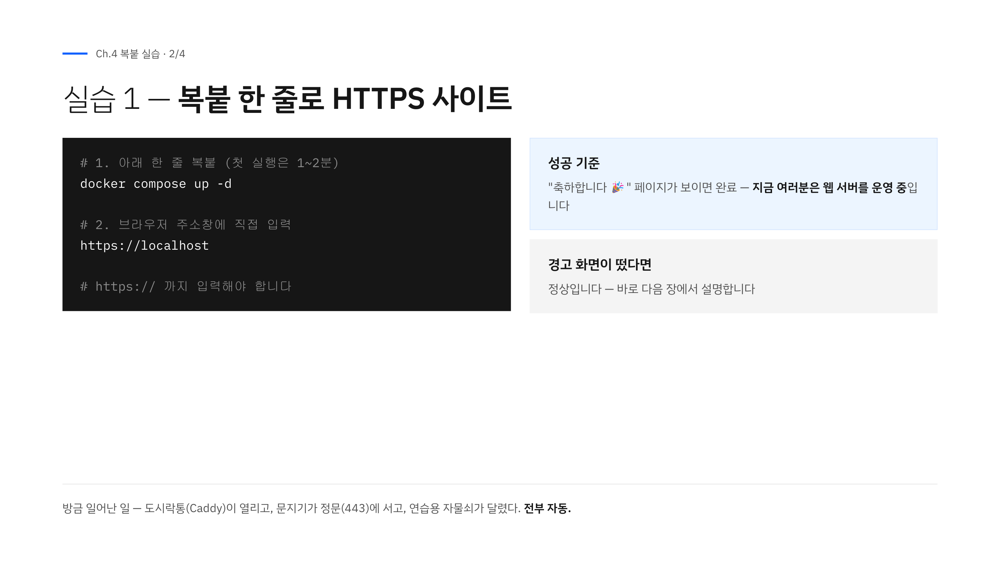 Ch.4 복붙 실습 · 2/4
실습 1 — 복붙 한 줄로 HTTPS 사이트
# 1. 아래 한 줄 복붙 (첫 실행은 1~2분)
docker compose up -d
# 2. 브라우저 주소창에 직접 입력
https://localhost
# https:// 까지 입력해야 합니다
성공 기준
"축하합니다 🎉" 페이지가 보이면 완료 — 지금 여러분은 웹 서버를 운영 중입
니다
경고 화면이 떴다면
정상입니다 — 바로 다음 장에서 설명합니다
방금 일어난 일 — 도시락통(Caddy)이 열리고, 문지기가 정문(443)에 서고, 연습용 자물쇠가 달렸다. 전부 자동.